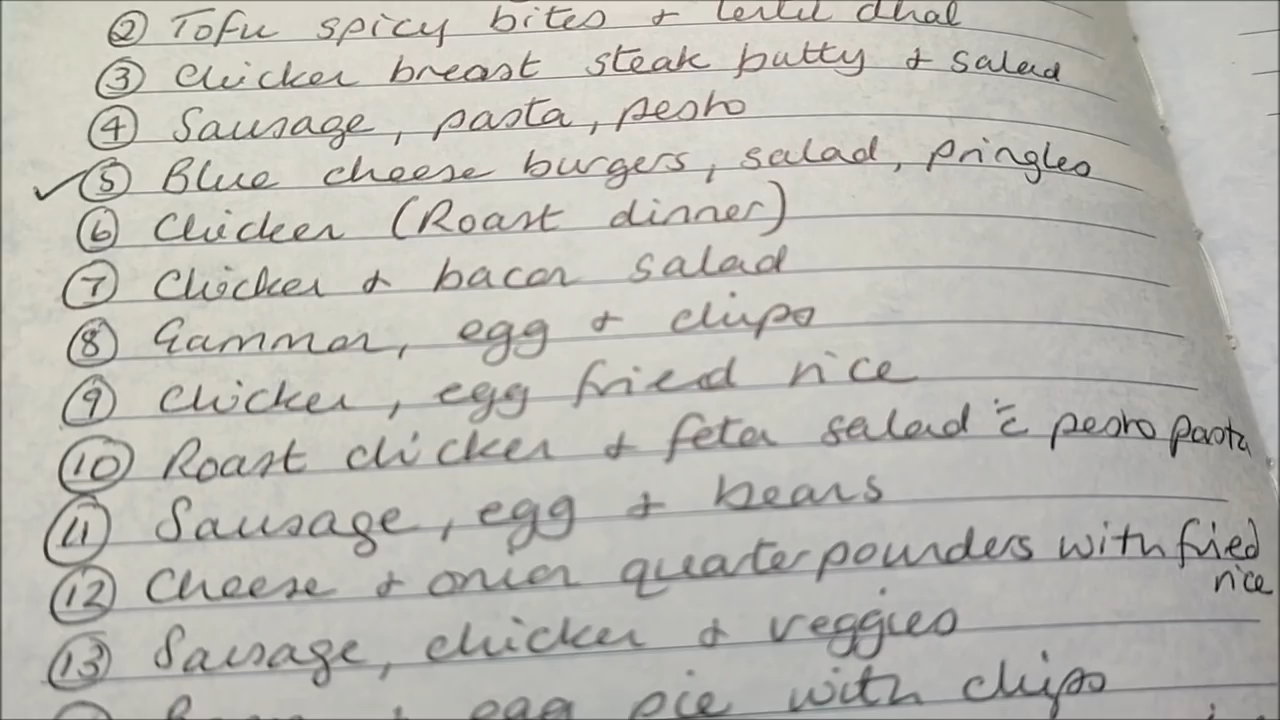 ② Tofu spicy bites + lentil dhal
③ Chicken breast steak butty + salad
④ Sausage, pasta, pesto
✓⑤ Blue cheese burgers, salad, pringles
⑥ Chicken (Roast dinner)
⑦ Chicken + bacon salad
⑧ Gammon, egg + chips
⑨ Chicken, egg fried rice
⑩ Roast chicken + feta salad c̄ pesto pasta
⑪ Sausage, egg + beans
⑫ Cheese + onion quarterpounders with fried
rice
⑬ Sausage, chicken + veggies
+ egg pie with chips